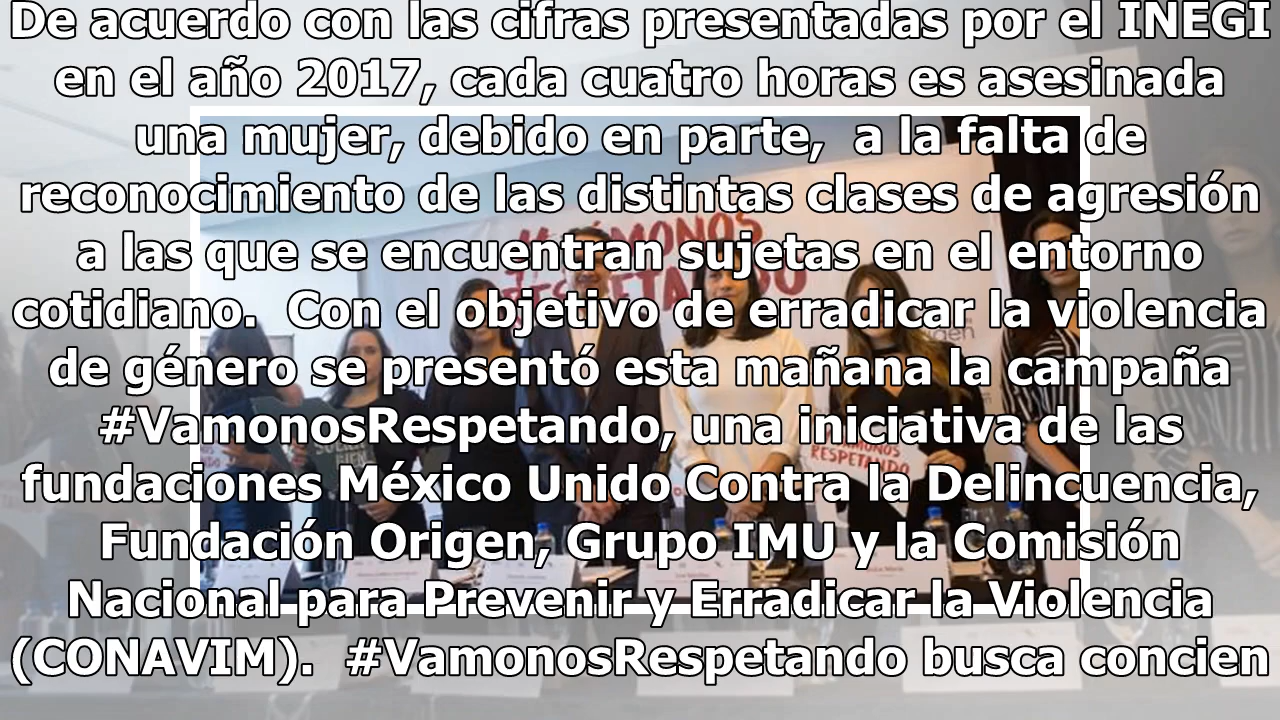 De acuerdo con las cifras presentadas por el INEGI
en el año 2017, cada cuatro horas es asesinada
una mujer, debido en parte,  a la falta de
reconocimiento de las distintas clases de agresión
a las que se encuentran sujetas en el entorno
cotidiano.  Con el objetivo de erradicar la violencia
de género se presentó esta mañana la campaña
#VamonosRespetando, una iniciativa de las
fundaciones México Unido Contra la Delincuencia,
Fundación Origen, Grupo IMU y la Comisión
Nacional para Prevenir y Erradicar la Violencia
(CONAVIM).  #VamonosRespetando busca concien
#VÁMONOS
RESPETANDO
VÁMONOS
RESPETANDO